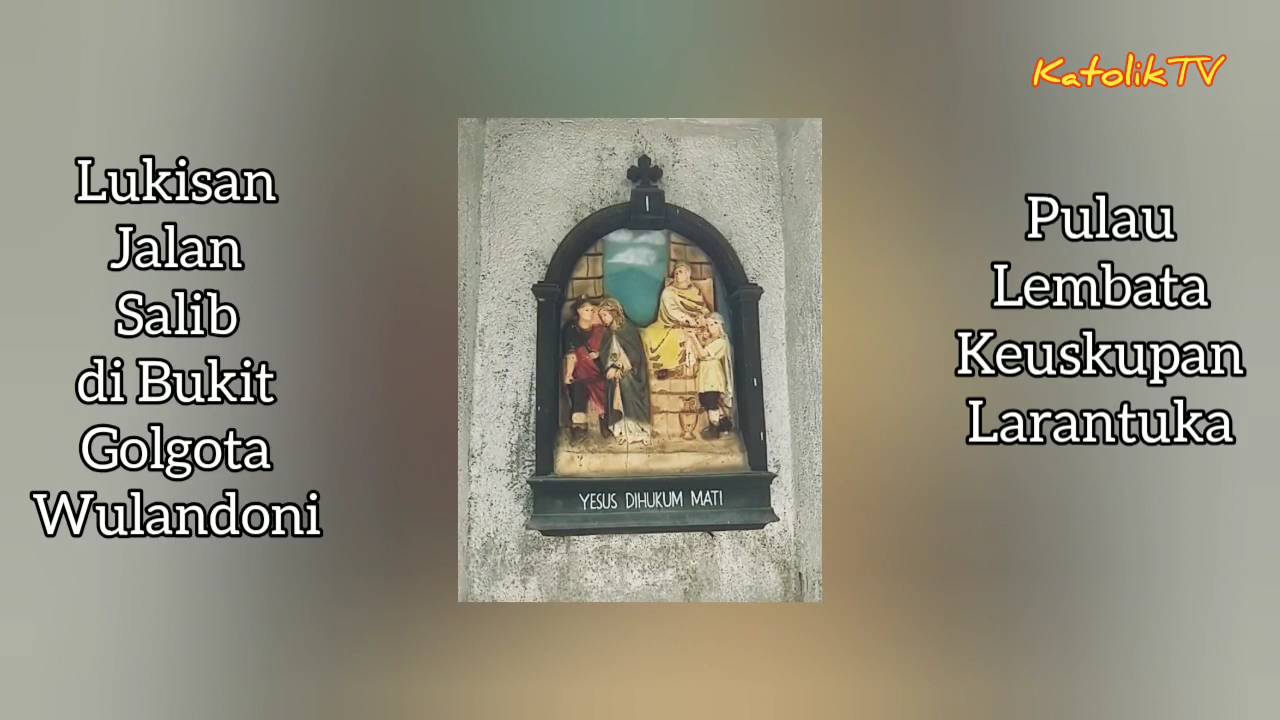 KatolikTV
Lukisan
Jalan
Salib
di Bukit
Golgota
Wulandoni
I
YESUS DIHUKUM MATI
Pulau
Lembata
Keuskupan
Larantuka